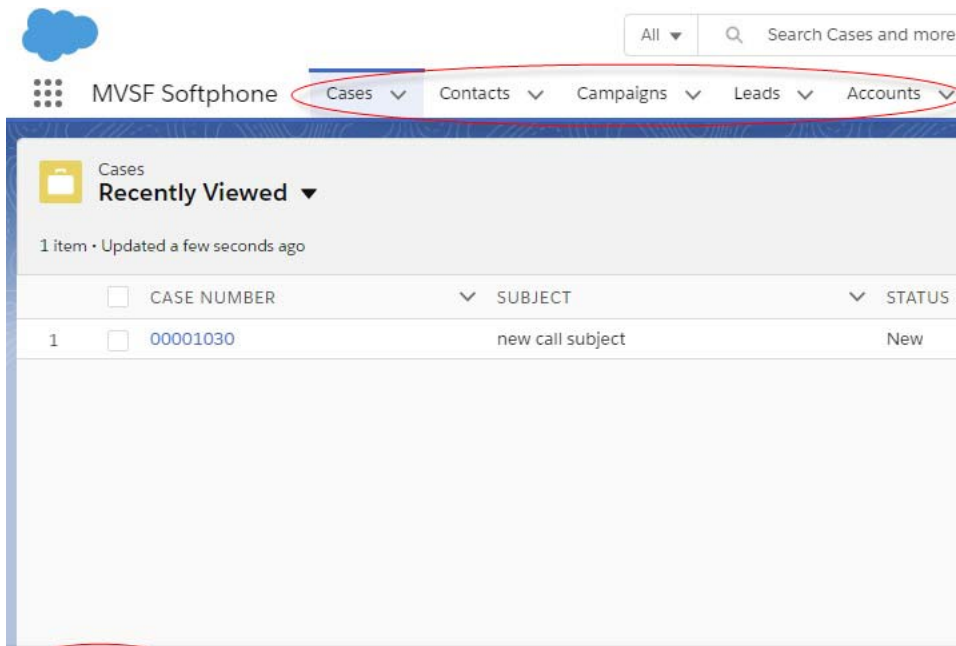 All Search Cases and more
MVSF Softphone Cases Contacts Campaigns Leads Accounts
Cases
Recently Viewed
1 item • Updated a few seconds ago
CASE NUMBER SUBJECT STATUS
1 00001030 new call subject New